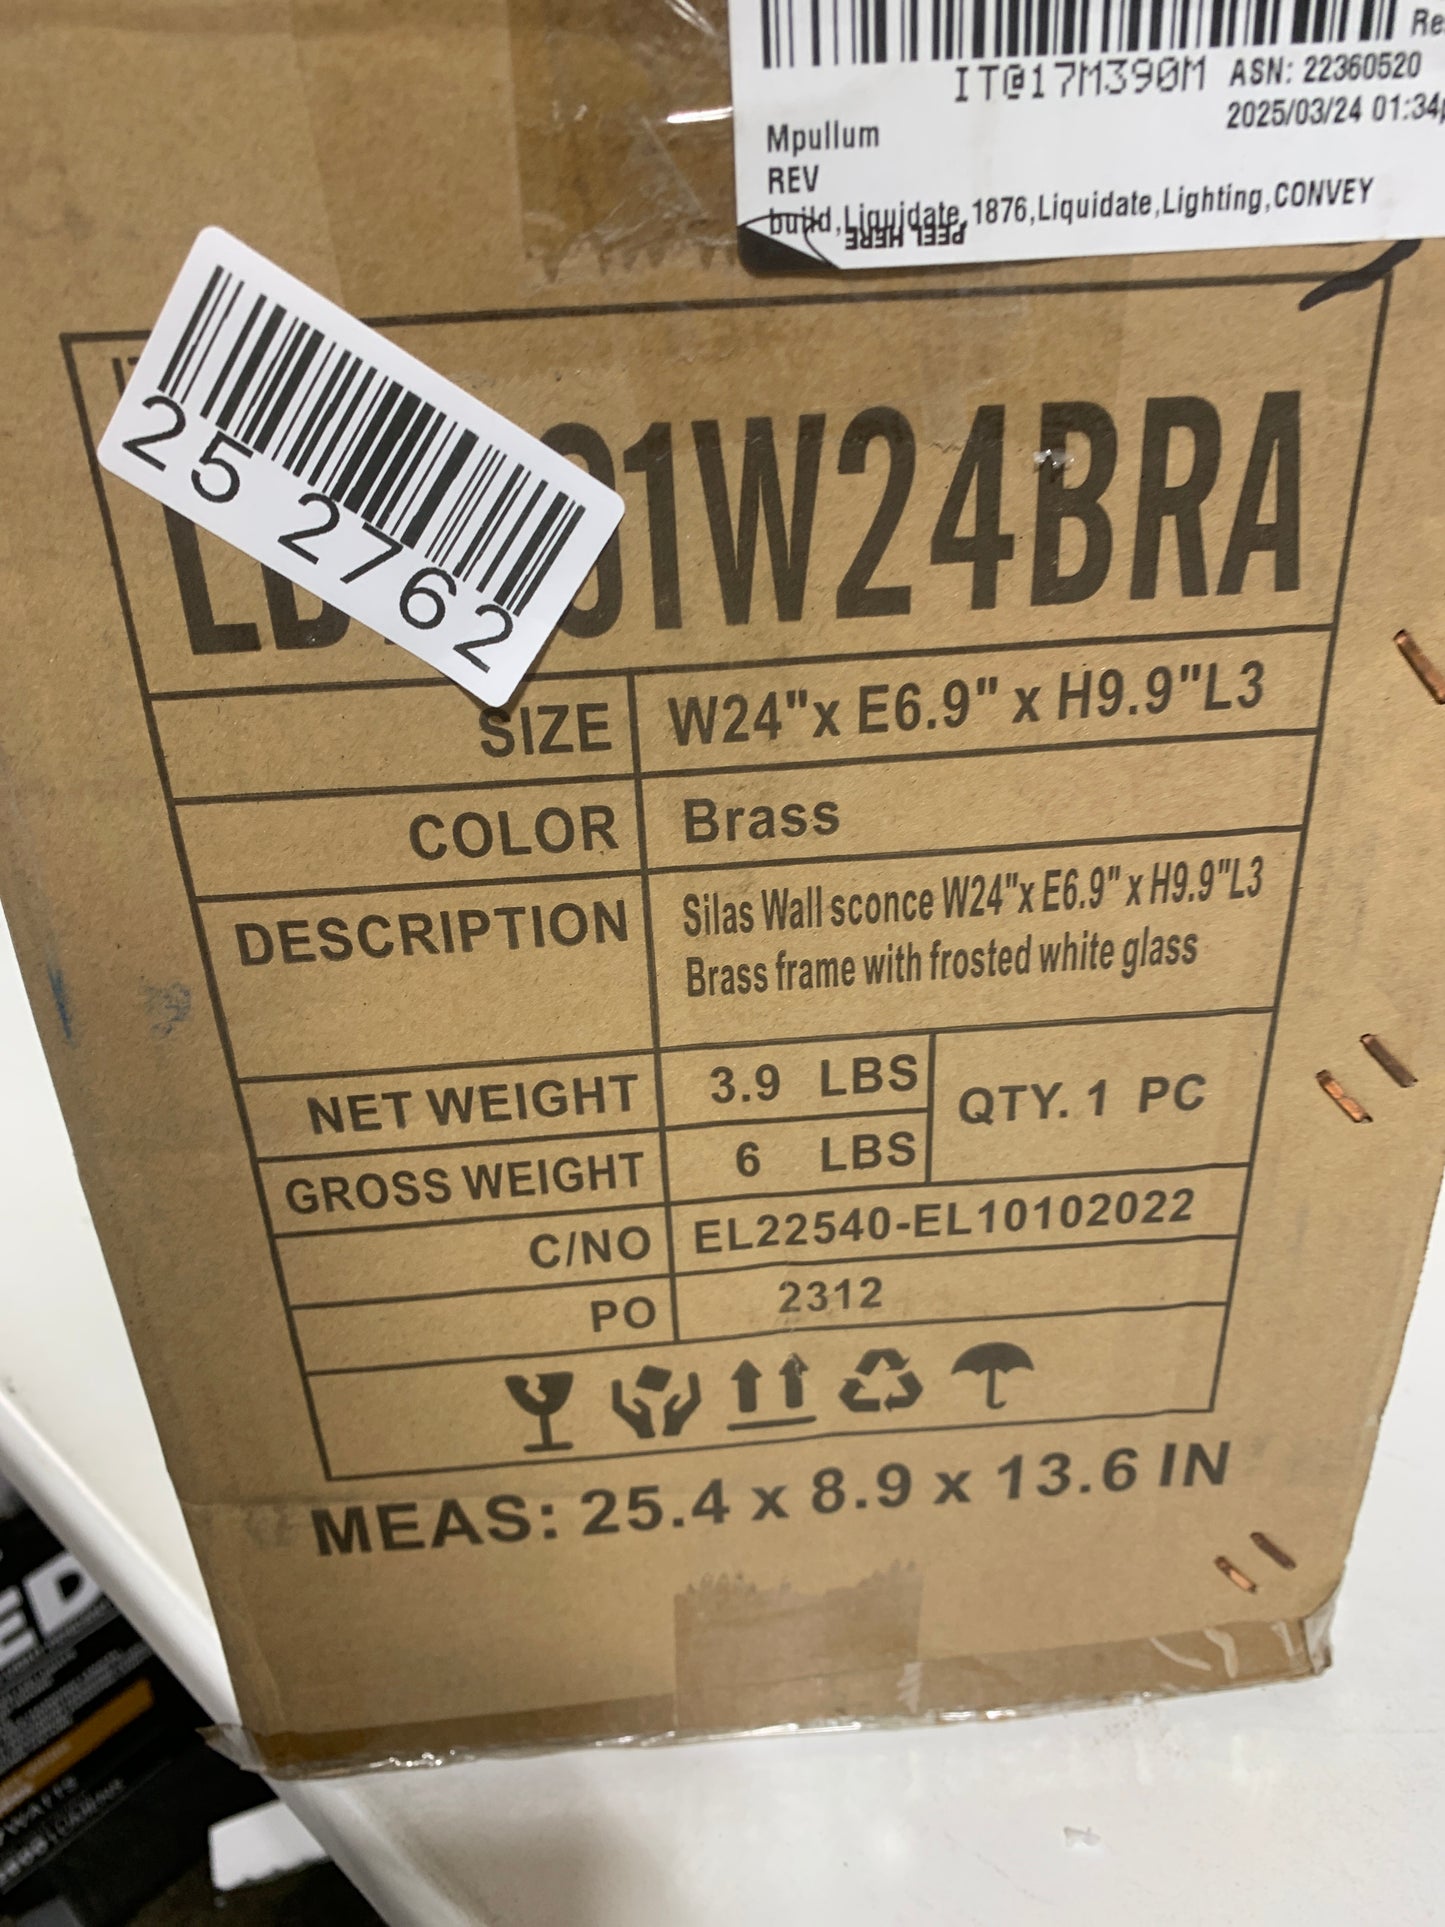 IT@17M390M ASN: 22360520
2025/03/24 01:34
Mpullum
REV
build,Liquidate,1876,Liquidate,Lighting,CONVEY
PEEL HERE
25 2762
01W24BRA
SIZE W24"x E6.9" x H9.9"L3
COLOR Brass
DESCRIPTION Silas Wall sconce W24"x E6.9" x H9.9"L3
Brass frame with frosted white glass
NET WEIGHT 3.9 LBS QTY. 1 PC
GROSS WEIGHT 6 LBS
C/NO EL22540-EL10102022
PO 2312
MEAS: 25.4 x 8.9 x 13.6 IN